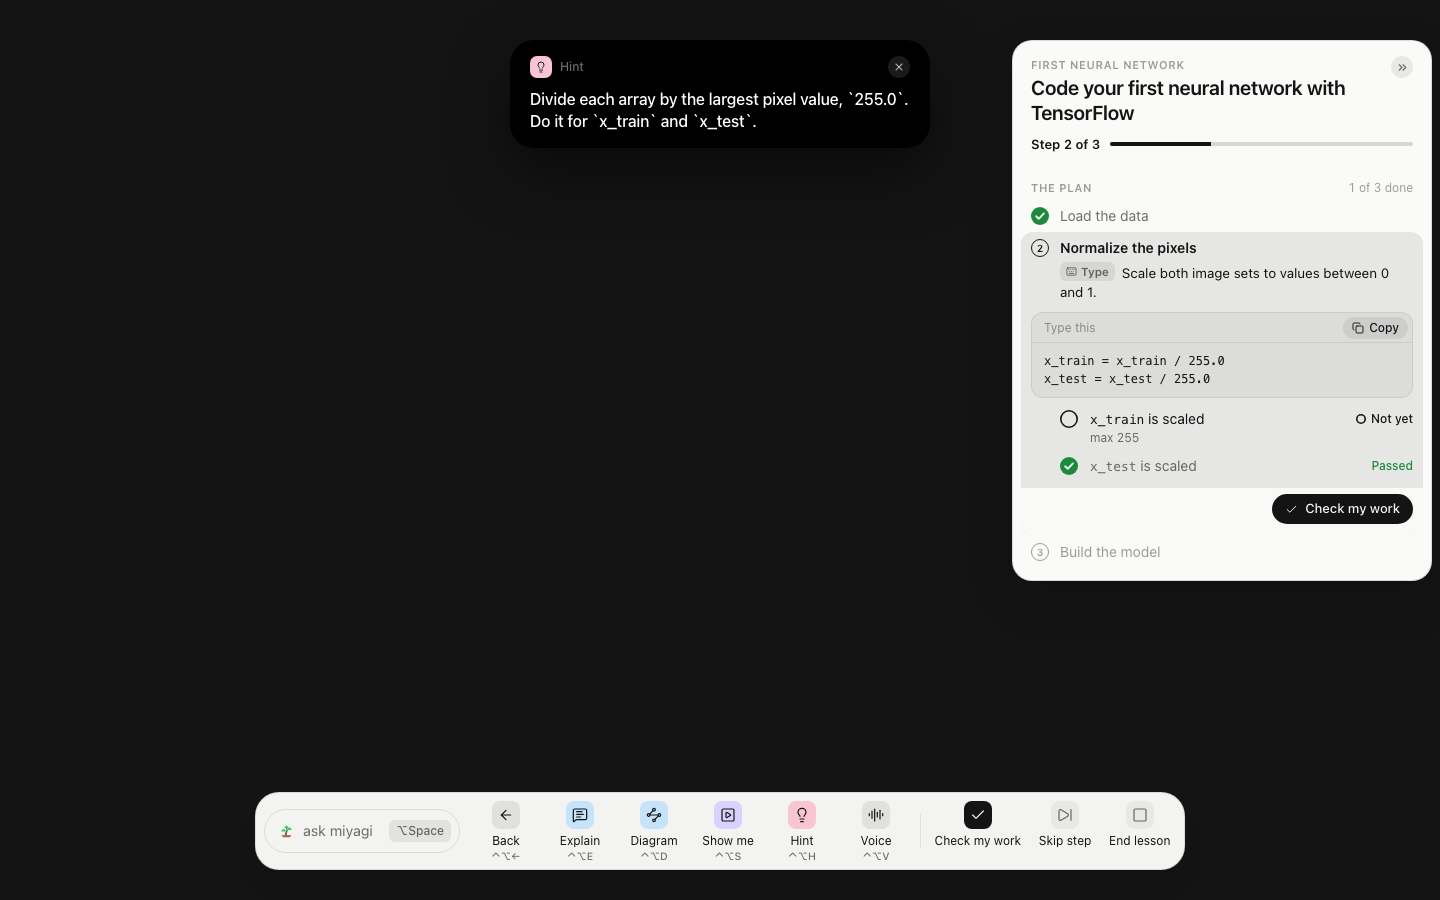 Hint
Divide each array by the largest pixel value, `255.0`.
Do it for `x_train` and `x_test`.
FIRST NEURAL NETWORK
Code your first neural network with
TensorFlow
Step 2 of 3
THE PLAN
1 of 3 done
Load the data
2 Normalize the pixels
Type Scale both image sets to values between 0
and 1.
Type this
Copy
x_train = x_train / 255.0
x_test = x_test / 255.0
x_train is scaled
Not yet
max 255
x_test is scaled
Passed
Check my work
3 Build the model
ask miyagi
⌥Space
Back
^⌥←
Explain
^⌥E
Diagram
^⌥D
Show me
^⌥S
Hint
^⌥H
Voice
^⌥V
Check my work
Skip step
End lesson